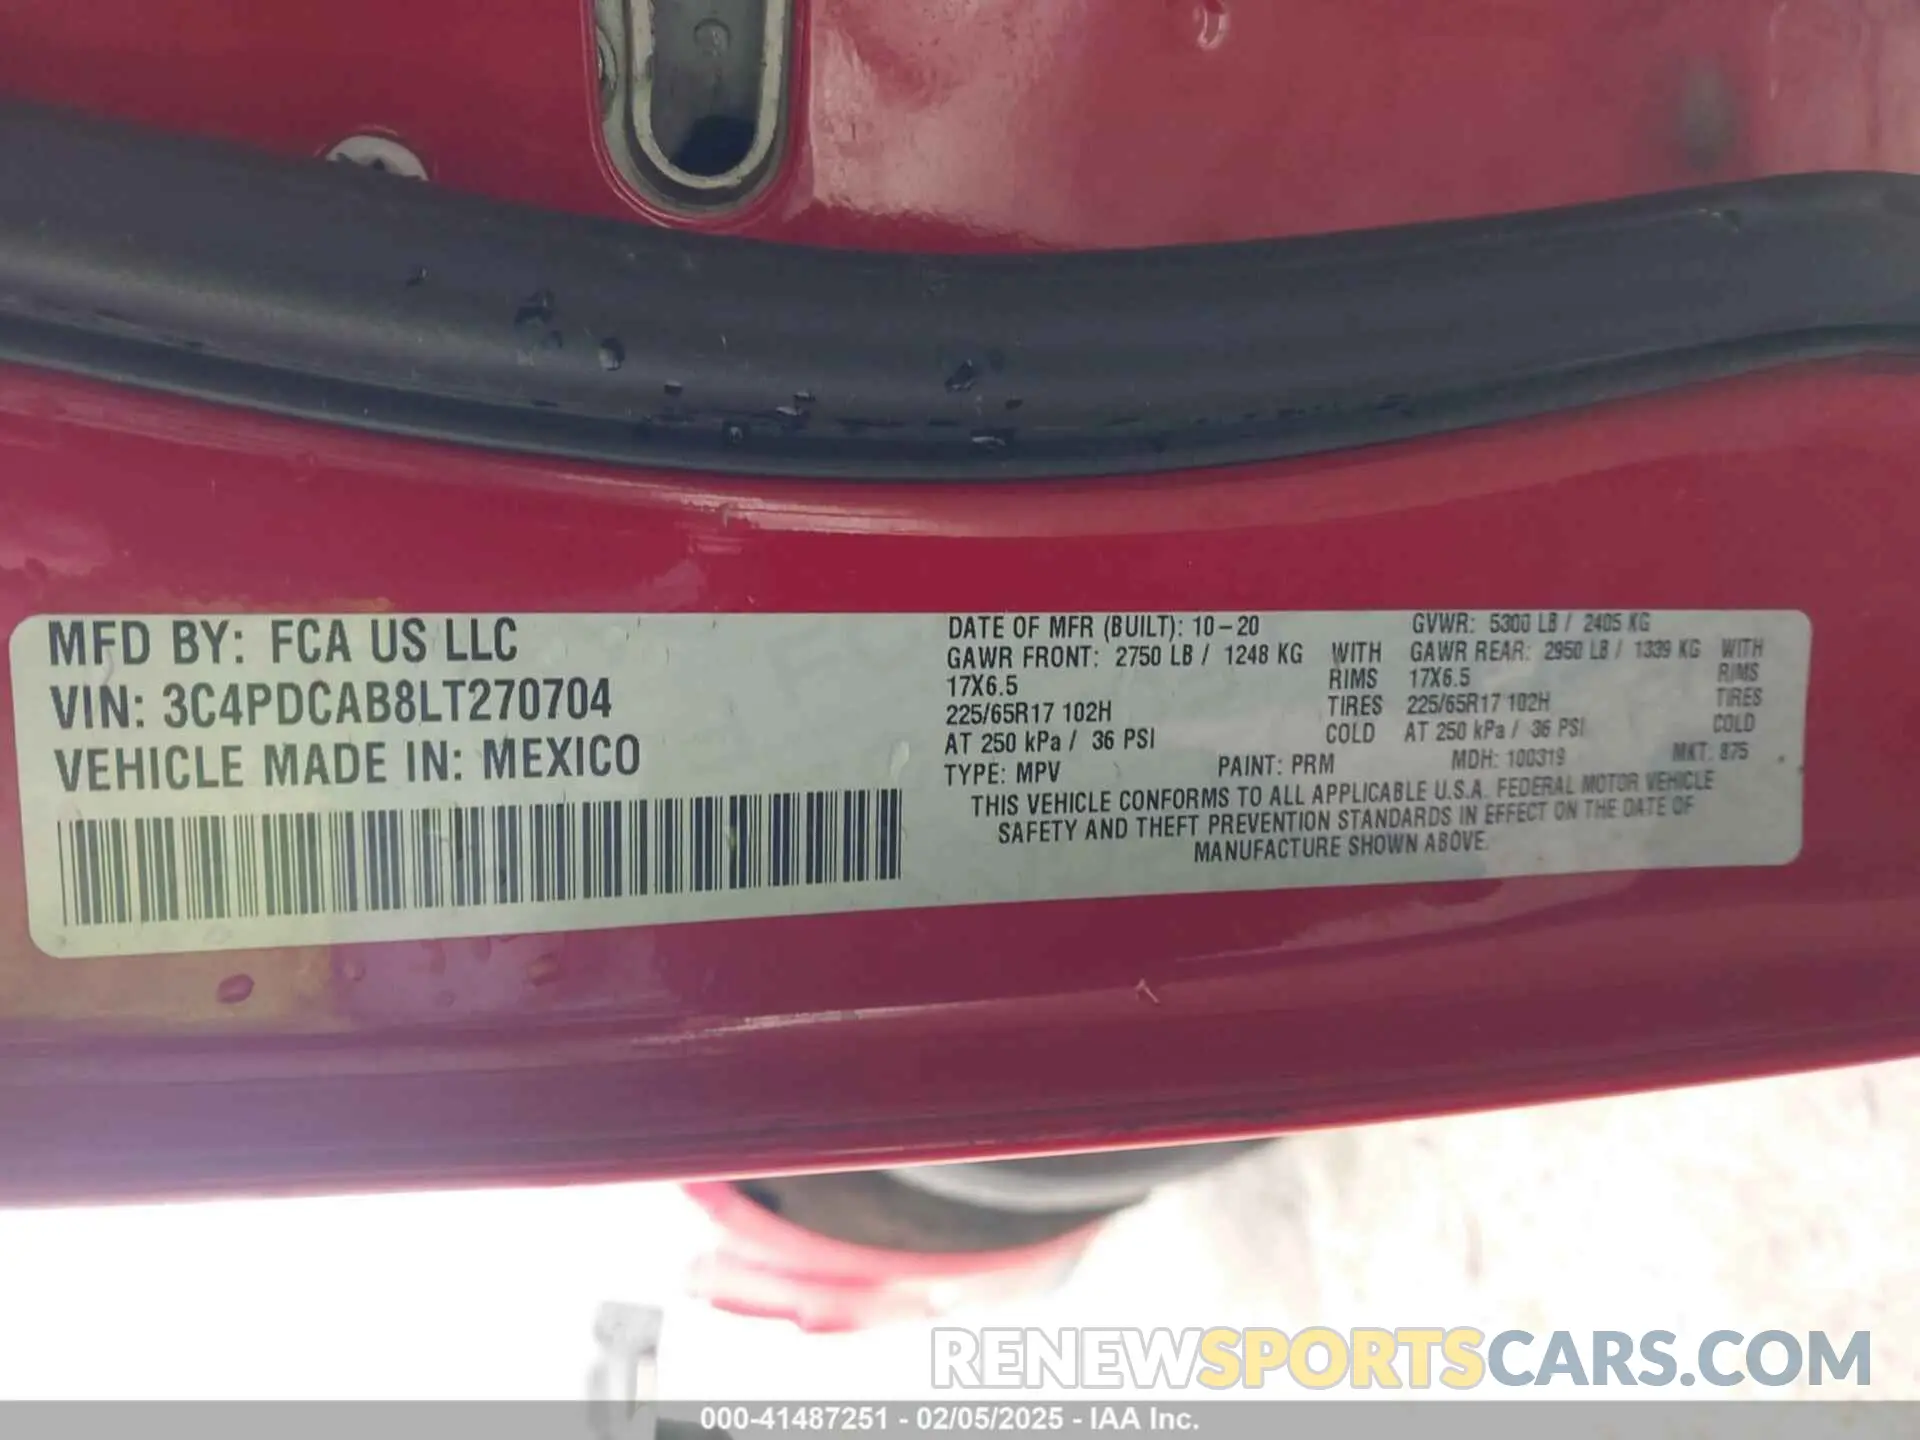 MFD BY: FCA US LLC
VIN: 3C4PDCAB8LT270704
VEHICLE MADE IN: MEXICO
DATE OF MFR (BUILT): 10-20 GVWR: 5300 LB / 2405 KG
GAWR FRONT: 2750 LB / 1248 KG WITH GAWR REAR: 2950 LB / 1339 KG WITH
17X6.5 RIMS 17X6.5 RIMS
225/65R17 102H TIRES 225/65R17 102H TIRES
AT 250 kPa / 36 PSI COLD AT 250 kPa / 36 PSI COLD
TYPE: MPV PAINT: PRM MDH: 100319 MKT: 875
THIS VEHICLE CONFORMS TO ALL APPLICABLE U.S.A. FEDERAL MOTOR VEHICLE
SAFETY AND THEFT PREVENTION STANDARDS IN EFFECT ON THE DATE OF
MANUFACTURE SHOWN ABOVE.
RENEWSPORTSCARS.COM
000-41487251 - 02/05/2025 - IAA Inc.